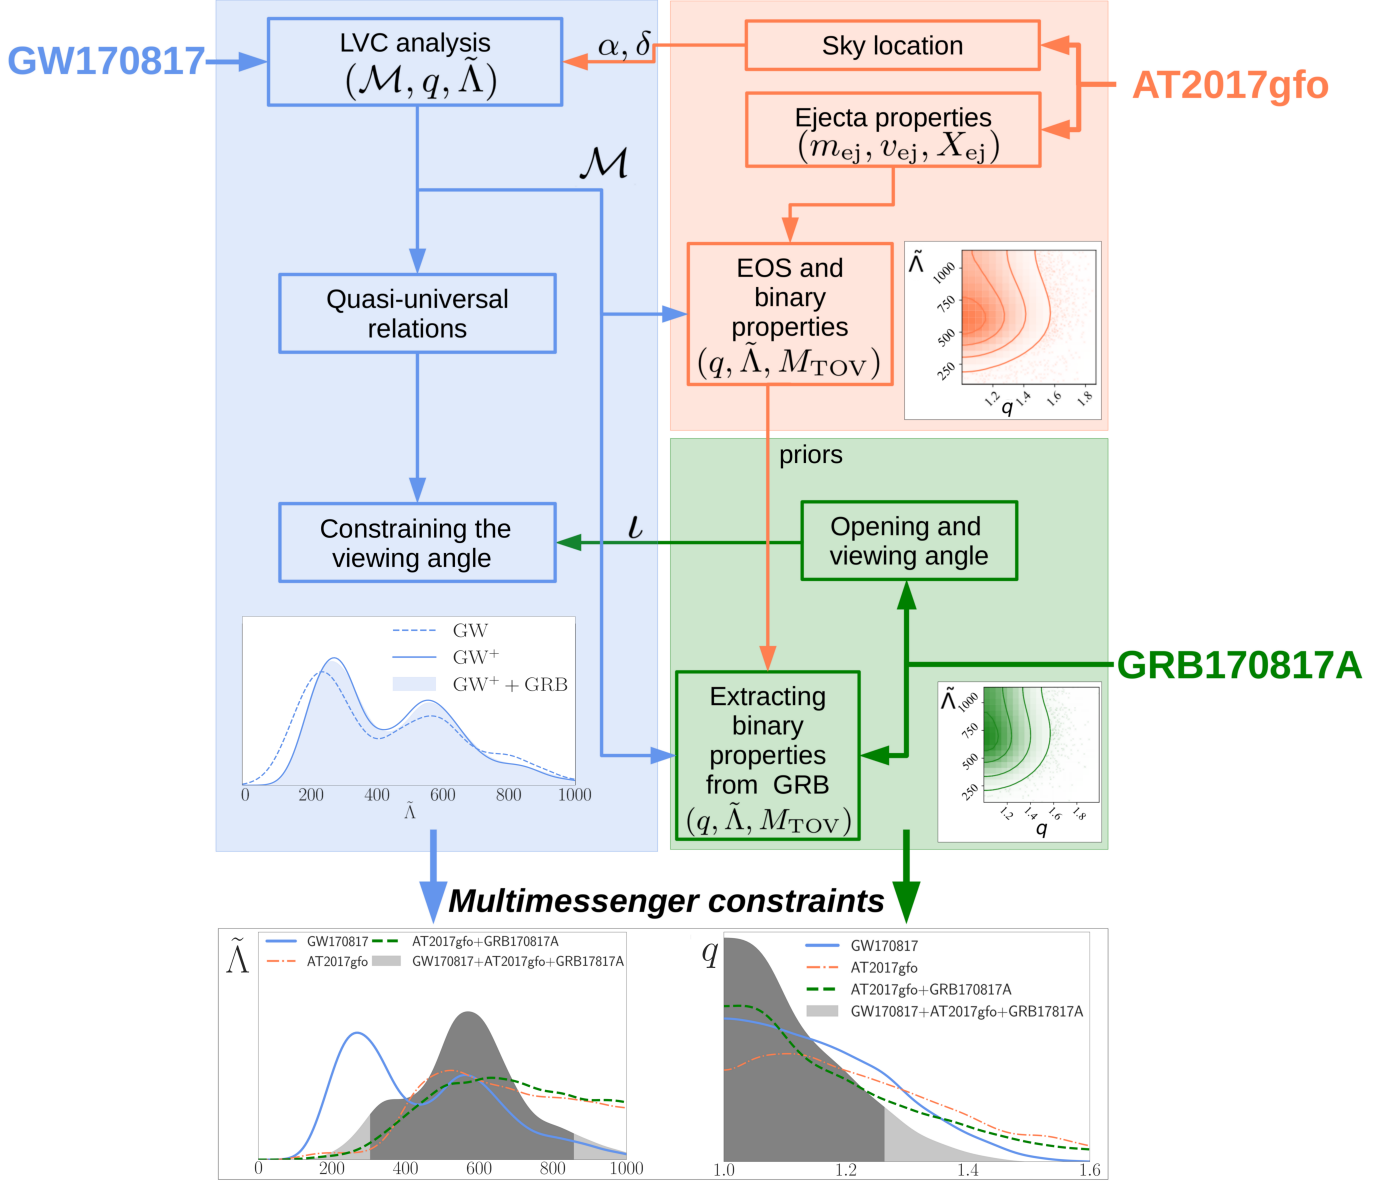 GW170817
LVC analysis
(ℳ, q, Λ̃)
α, δ
Sky location
AT2017gfo
Ejecta properties
(m_ej, v_ej, X_ej)
ℳ
Quasi-universal
relations
EOS and
binary
properties
(q, Λ̃, M_TOV)
Λ̃
1000
750
500
250
1.2
1.4
1.6
1.8
q
priors
Constraining the
viewing angle
ι
Opening and
viewing angle
GRB170817A
GW
GW⁺
GW⁺ + GRB
0 200 400 600 800 1000
Λ̃
Extracting
binary
properties
from GRB
(q, Λ̃, M_TOV)
Λ̃
1000
750
500
250
1.2
1.4
1.6
1.8
q
Multimessenger constraints
Λ̃
GW170817
AT2017gfo
AT2017gfo+GRB170817A
GW170817+AT2017gfo+GRB17817A
0 200 400 600 800 1000
q
GW170817
AT2017gfo
AT2017gfo+GRB170817A
GW170817+AT2017gfo+GRB17817A
1.0 1.2 1.4 1.6